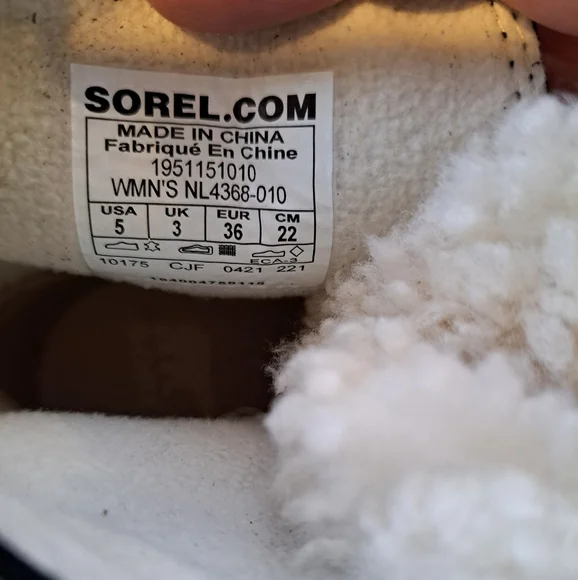 SOREL.COM
MADE IN CHINA
Fabriqué En Chine
1951151010
WMN'S NL4368-010
USA UK EUR CM
5 3 36 22
ECA-3
10175 CJF 0421 221